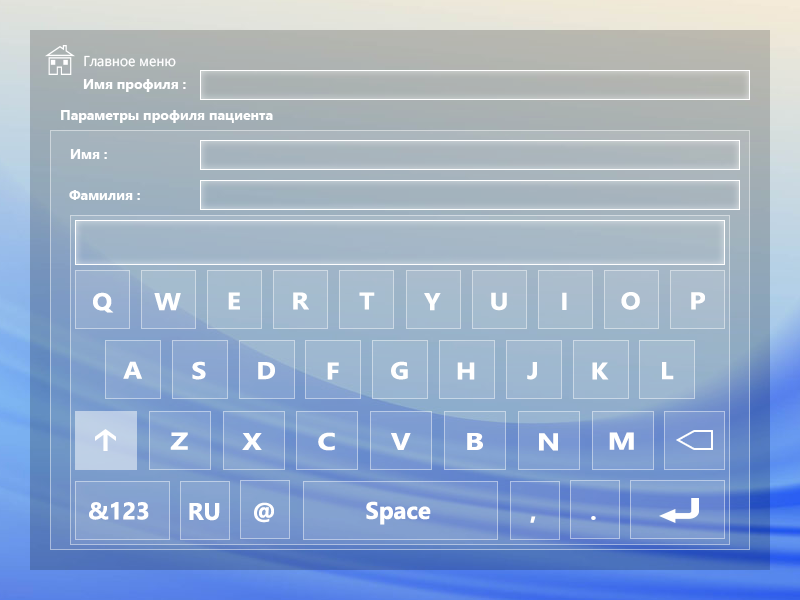 Главное меню
Имя профиля :
Параметры профиля пациента
Имя :
Фамилия :
Q W E R T Y U I O P
A S D F G H J K L
Z X C V B N M
&123 RU @ Space , .